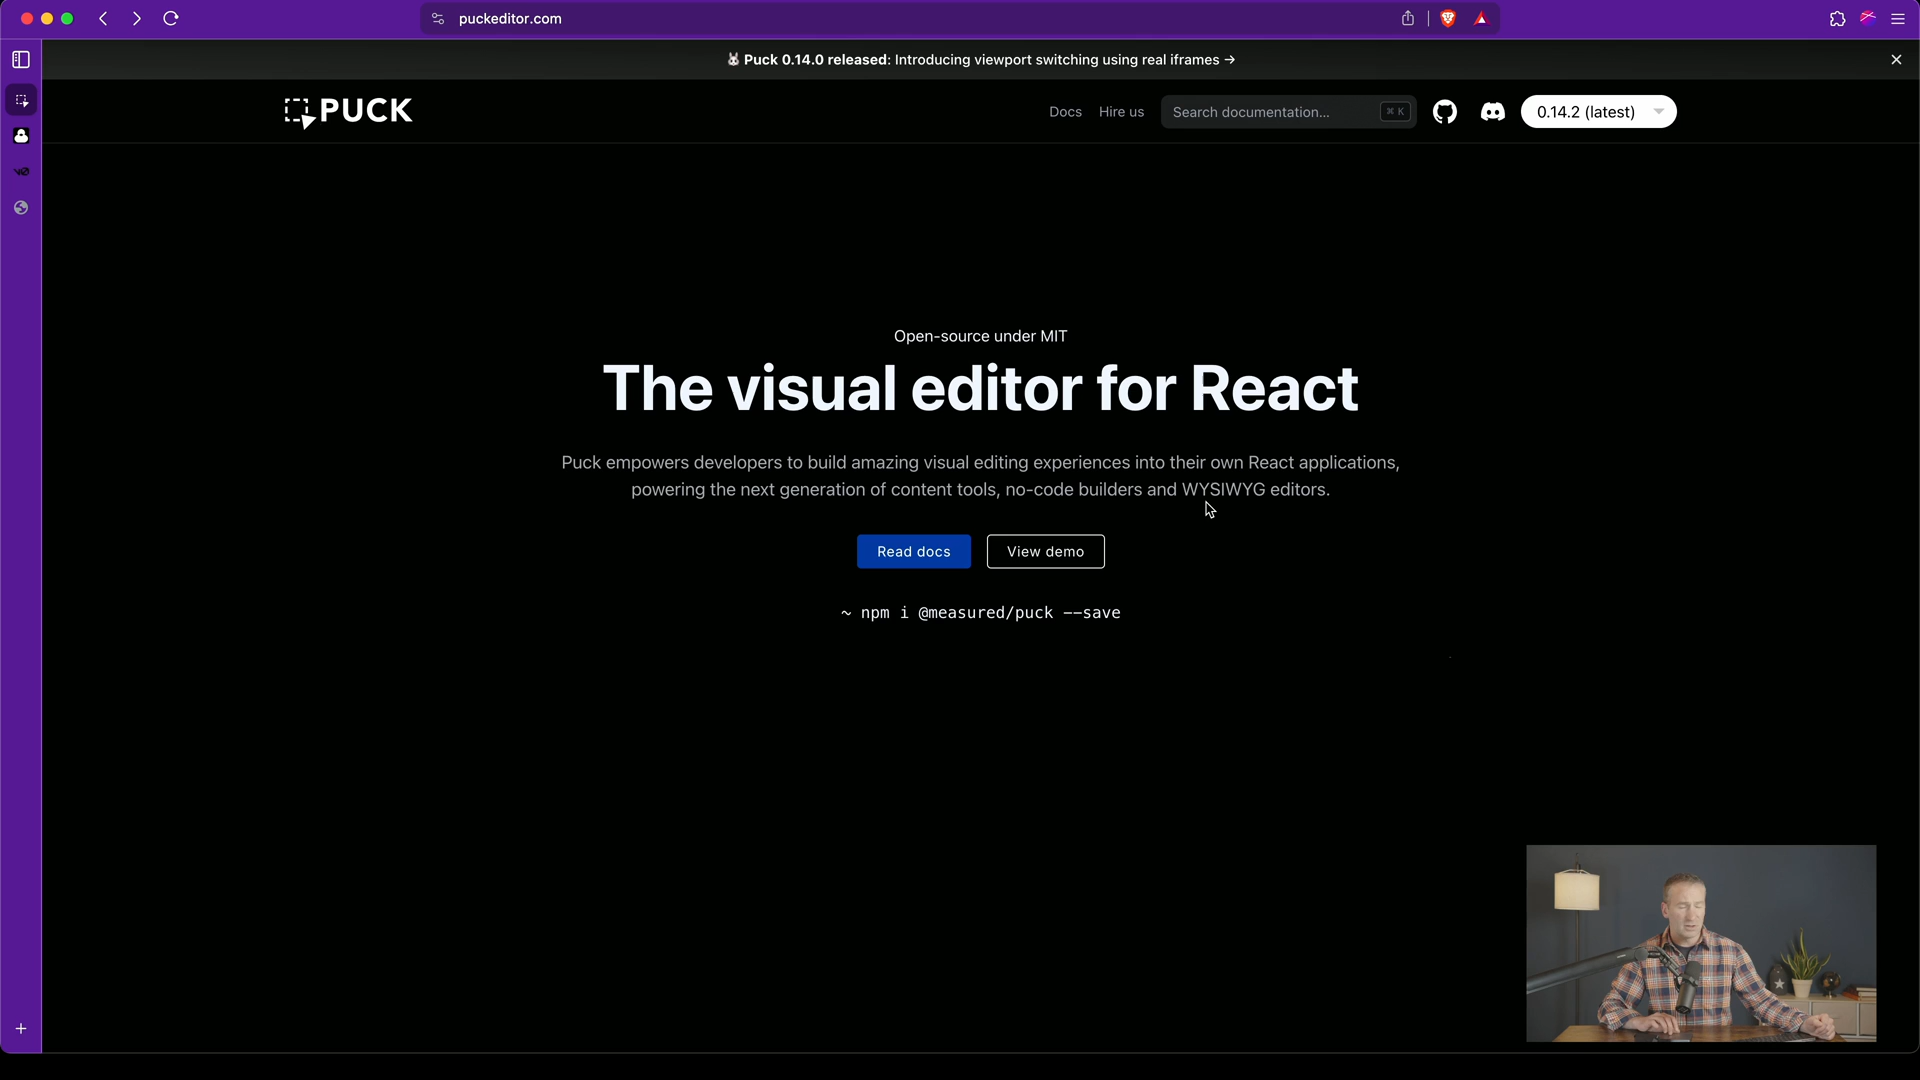 puckeditor.com
🐰 Puck 0.14.0 released: Introducing viewport switching using real iframes →
PUCK
Docs
Hire us
Search documentation...
⌘ K
0.14.2 (latest)
vØ
Open-source under MIT
The visual editor for React
Puck empowers developers to build amazing visual editing experiences into their own React applications,
powering the next generation of content tools, no-code builders and WYSIWYG editors.
Read docs
View demo
~ npm i @measured/puck --save